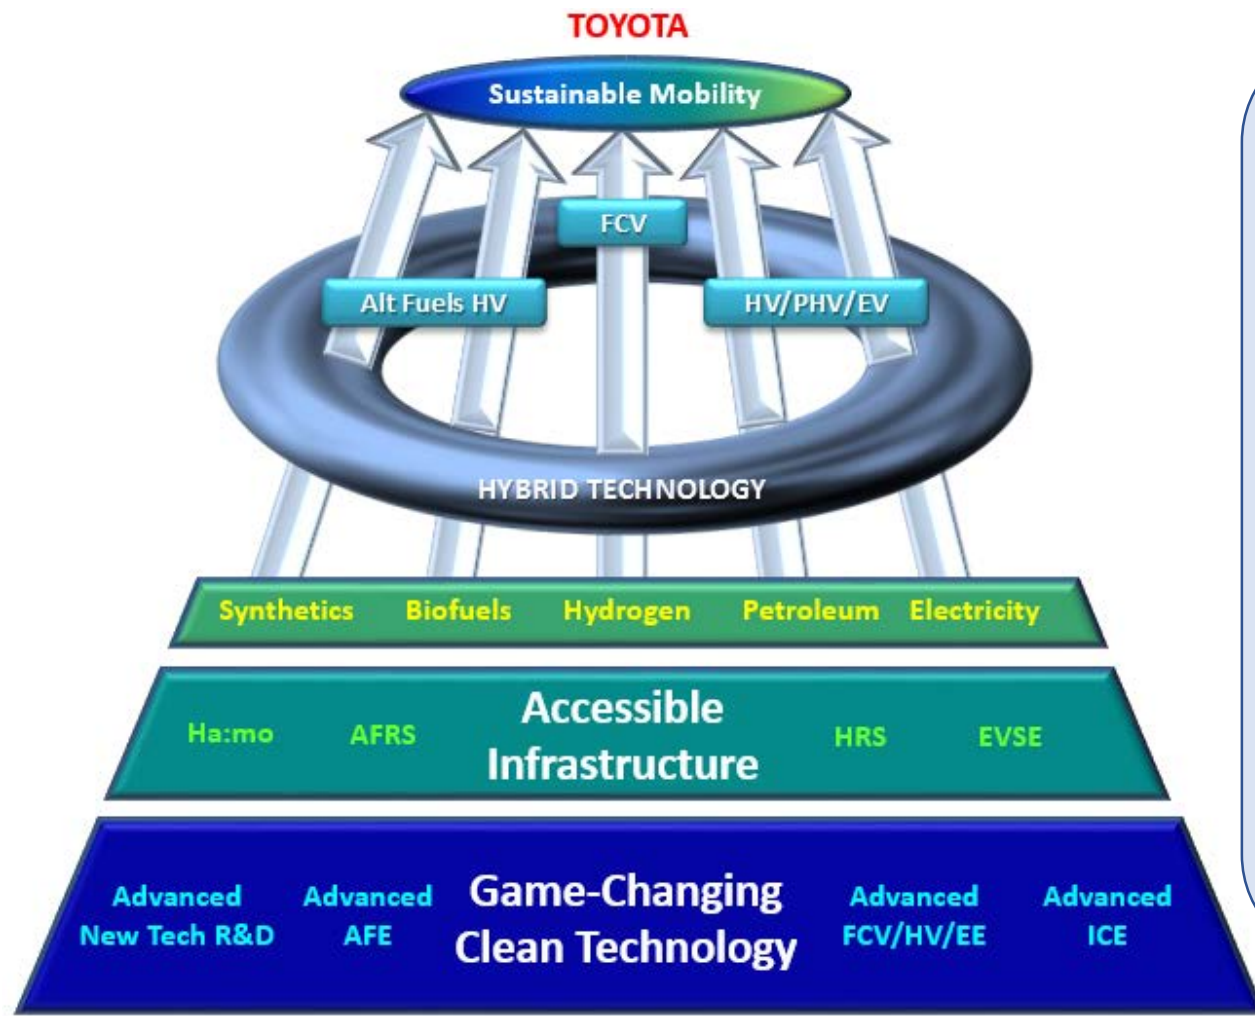 TOYOTA
Sustainable Mobility
FCV
Alt Fuels HV
HV/PHV/EV
HYBRID TECHNOLOGY
Synthetics Biofuels Hydrogen Petroleum Electricity
Accessible
Infrastructure
Ha:mo AFRS HRS EVSE
Game-Changing
Clean Technology
Advanced
New Tech R&D
Advanced
AFE
Advanced
FCV/HV/EE
Advanced
ICE